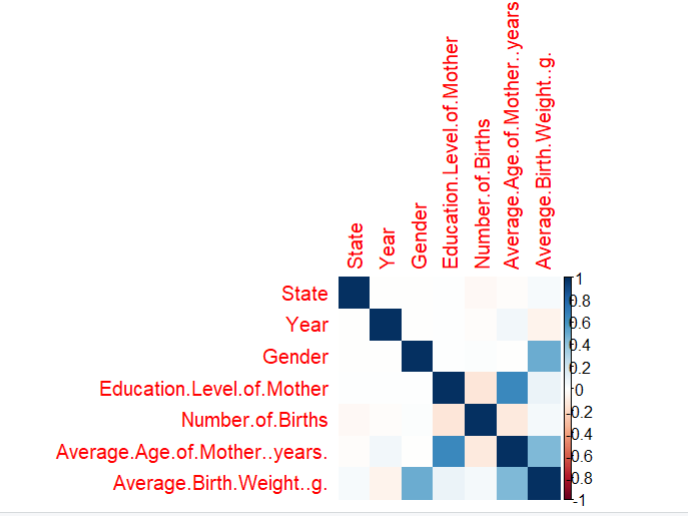 State
Year
Gender
Education.Level.of.Mother
Number.of.Births
Average.Age.of.Mother..years
Average.Birth.Weight..g.
State
Year
Gender
Education.Level.of.Mother
Number.of.Births
Average.Age.of.Mother..years.
Average.Birth.Weight..g.
1
0.8
0.6
0.4
0.2
0
-0.2
-0.4
-0.6
-0.8
-1